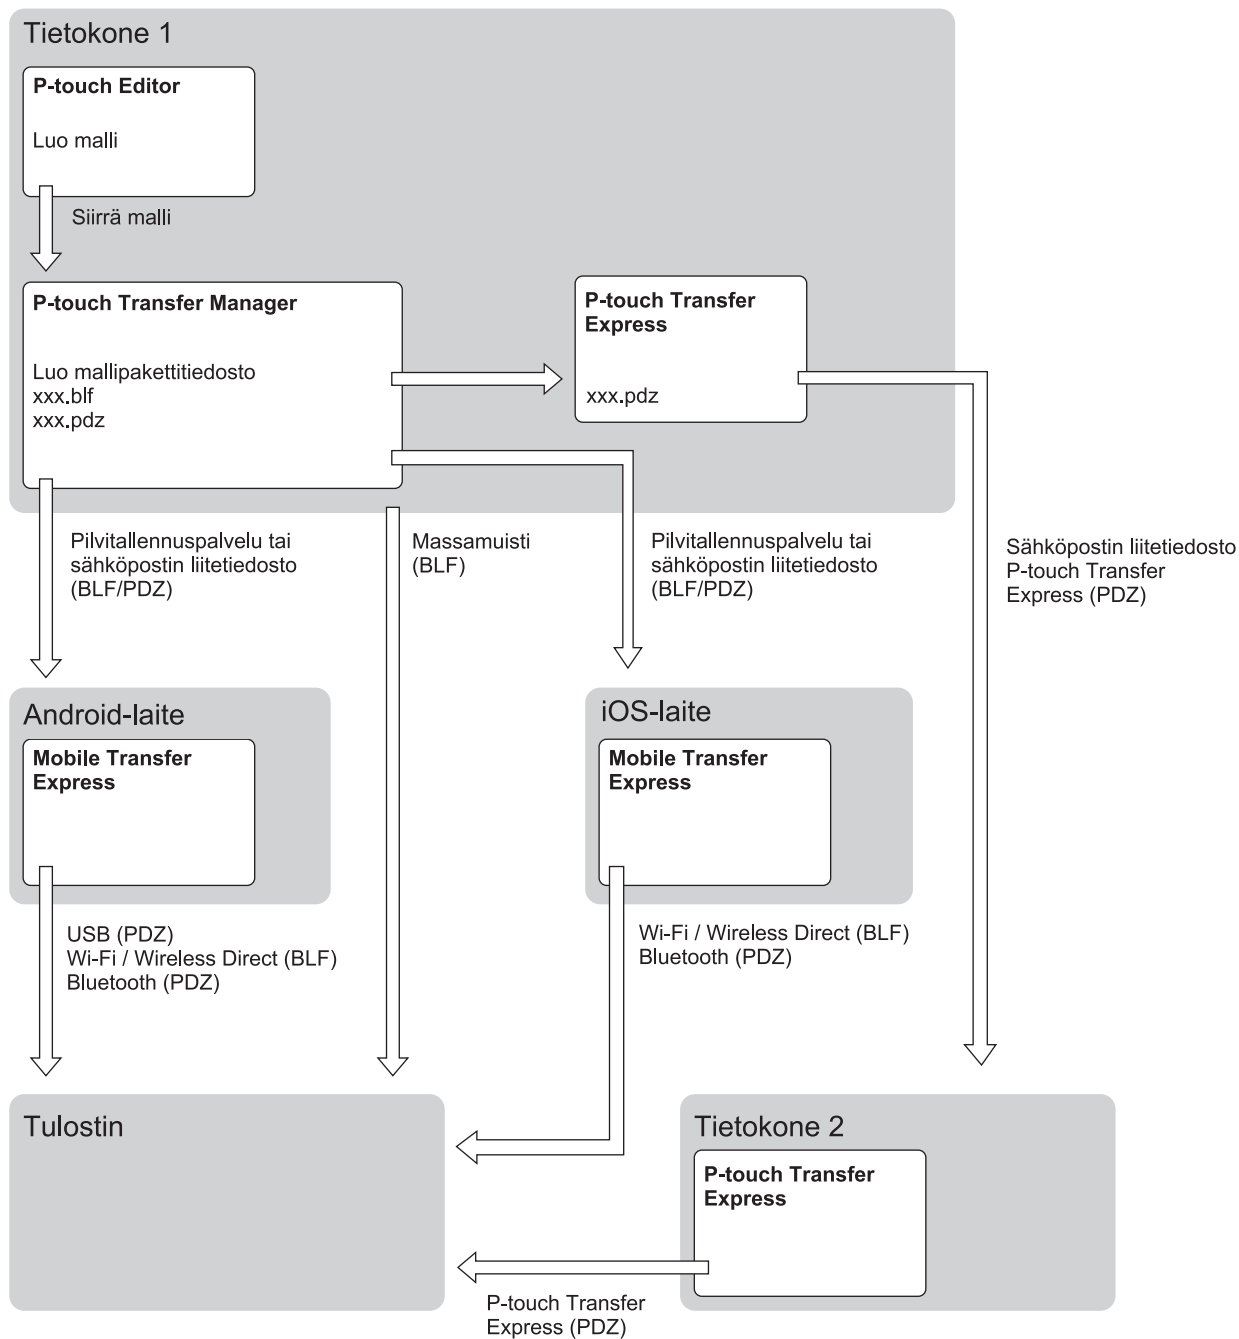 Tietokone 1
P-touch Editor
Luo malli
Siirrä malli
P-touch Transfer Manager
Luo mallipakettitiedosto
xxx.blf
xxx.pdz
P-touch Transfer
Express
xxx.pdz
Pilvitallennuspalvelu tai
sähköpostin liitetiedosto
(BLF/PDZ)
Massamuisti
(BLF)
Pilvitallennuspalvelu tai
sähköpostin liitetiedosto
(BLF/PDZ)
Sähköpostin liitetiedosto
P-touch Transfer
Express (PDZ)
Android-laite
Mobile Transfer
Express
iOS-laite
Mobile Transfer
Express
USB (PDZ)
Wi-Fi / Wireless Direct (BLF)
Bluetooth (PDZ)
Wi-Fi / Wireless Direct (BLF)
Bluetooth (PDZ)
Tulostin
Tietokone 2
P-touch Transfer
Express
P-touch Transfer
Express (PDZ)